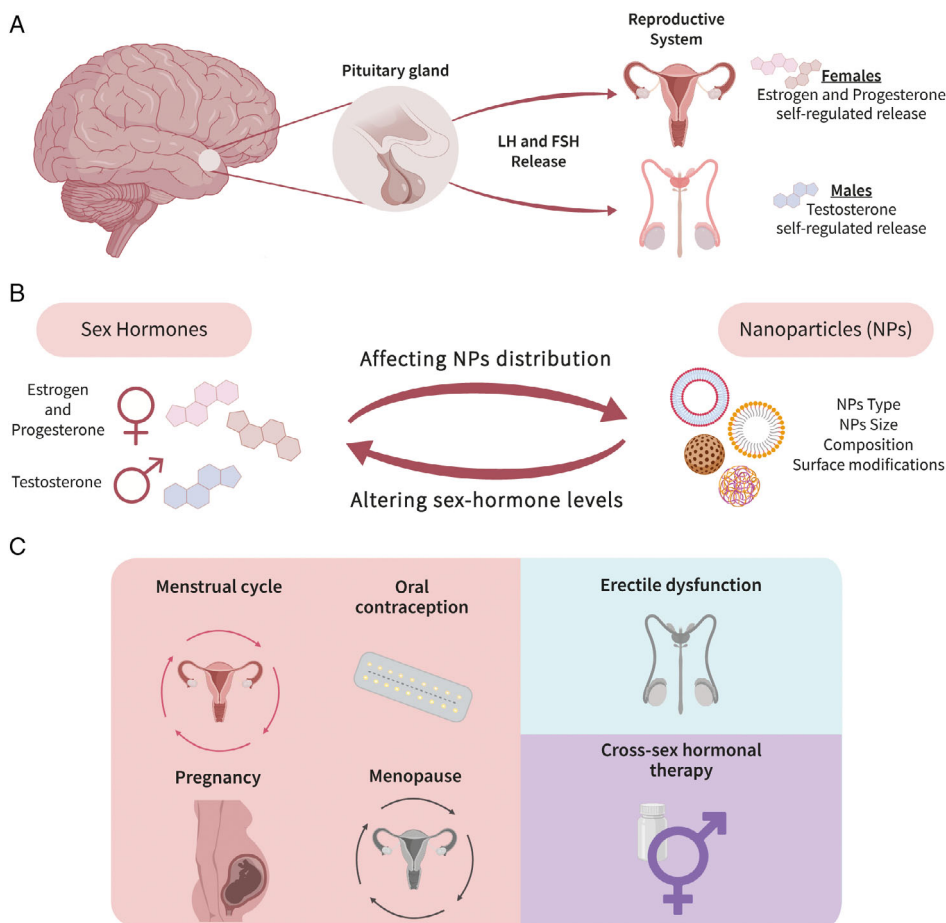 A
Pituitary gland
LH and FSH
Release
Reproductive
System
Females
Estrogen and Progesterone
self-regulated release
Males
Testosterone
self-regulated release
B
Sex Hormones
Estrogen
and
Progesterone
Testosterone
Affecting NPs distribution
Altering sex-hormone levels
Nanoparticles (NPs)
NPs Type
NPs Size
Composition
Surface modifications
C
Menstrual cycle
Oral
contraception
Erectile dysfunction
Pregnancy
Menopause
Cross-sex hormonal
therapy